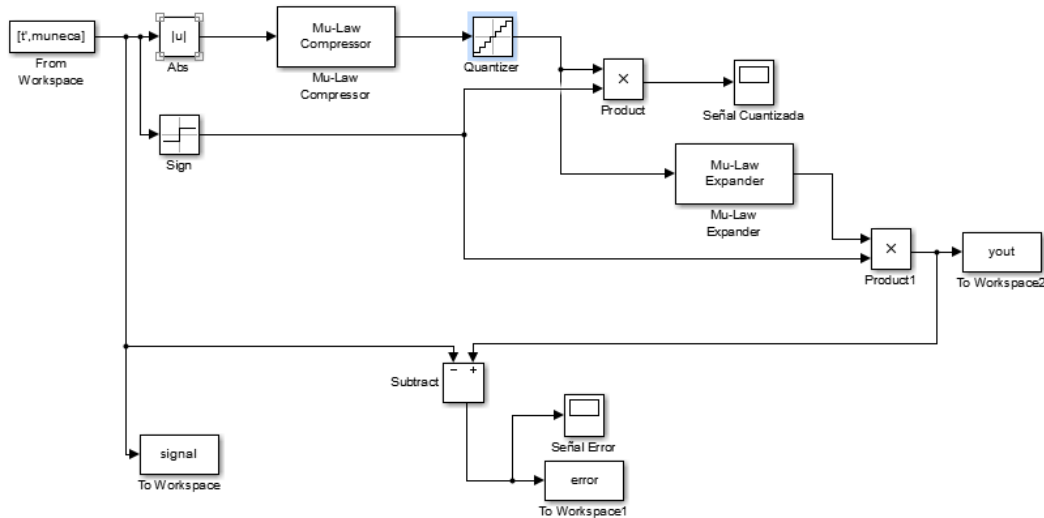 [t',muneca]
From
Workspace
|u|
Abs
Mu-Law
Compressor
Mu-Law
Compressor
Quantizer
×
Product
Señal Cuantizada
Sign
Mu-Law
Expander
Mu-Law
Expander
×
Product1
yout
To Workspace2
− +
Subtract
Señal Error
signal
To Workspace
error
To Workspace1